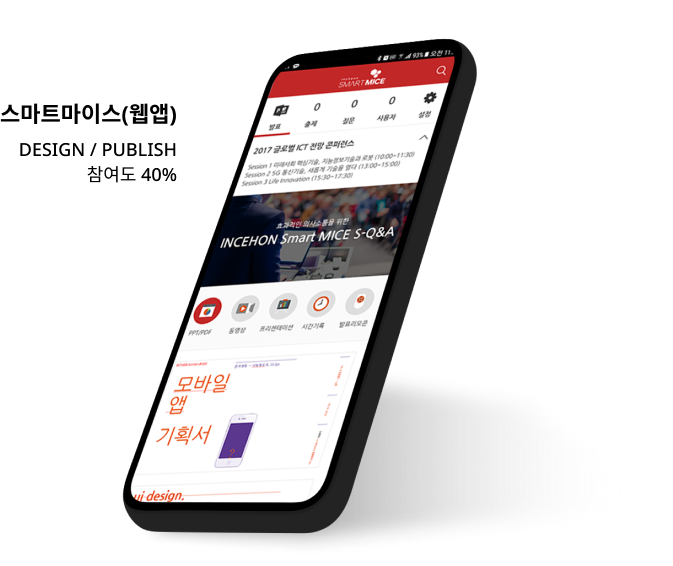 스마트마이스(웹앱)
DESIGN / PUBLISH
참여도 40%
93% 오전 11
SMART MICE
0 0 0
발표 출제 질문 사용자 설정
2017 글로벌 ICT 전망 콘퍼런스
Session 1 미래사회 핵심기술, 지능정보기술과 로봇 (10:00~11:30)
Session 2 5G 통신기술, 새롭게 기술을 열다 (13:00~15:00)
Session 3 Life Innovation (15:30~17:30)
효과적인 의사소통을 위한
INCEHON Smart MICE S-Q&A
PPT/PDF 동영상 프리젠테이션 시간기록 발표리모콘
모바일
앱
기획서
ui design.